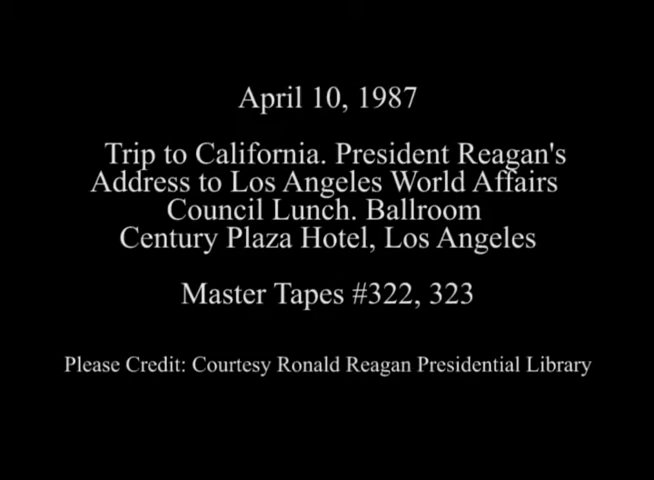 April 10, 1987
Trip to California. President Reagan's
Address to Los Angeles World Affairs
Council Lunch. Ballroom
Century Plaza Hotel, Los Angeles
Master Tapes #322, 323
Please Credit: Courtesy Ronald Reagan Presidential Library